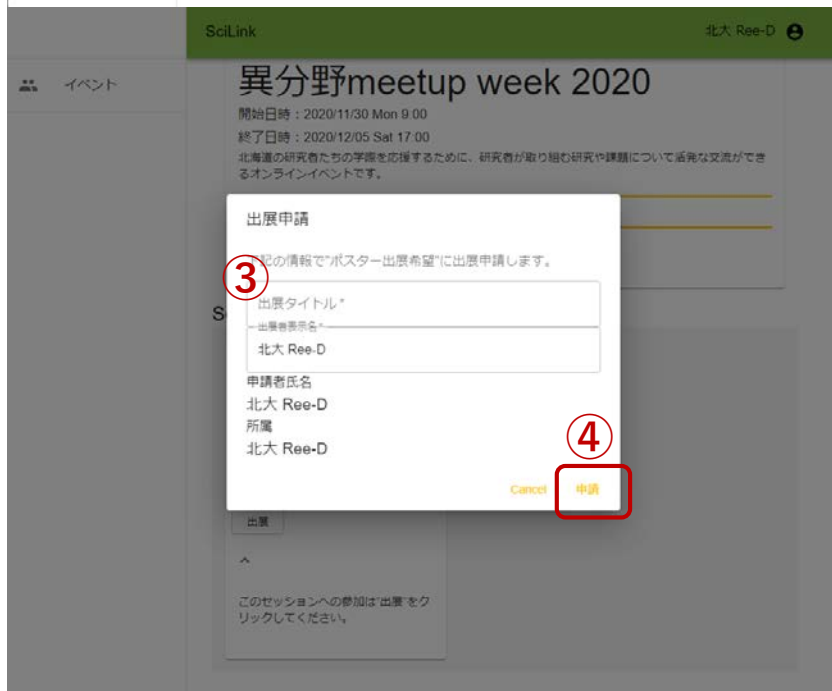 SciLink
北大 Ree-D
イベント
異分野meetup week 2020
開始日時：2020/11/30 Mon 9:00
終了日時：2020/12/05 Sat 17:00
北海道の研究者たちの学際を応援するために、研究者が取り組む研究や課題について活発な交流ができ
るオンラインイベントです。
出展申請
下記の情報で"ポスター出展希望"に出展申請します。
③
出展タイトル *
S
出展者表示名 *
北大 Ree-D
申請者氏名
北大 Ree-D
所属
北大 Ree-D
④
Cancel
申請
出展
このセッションへの参加は"出展"をク
リックしてください。